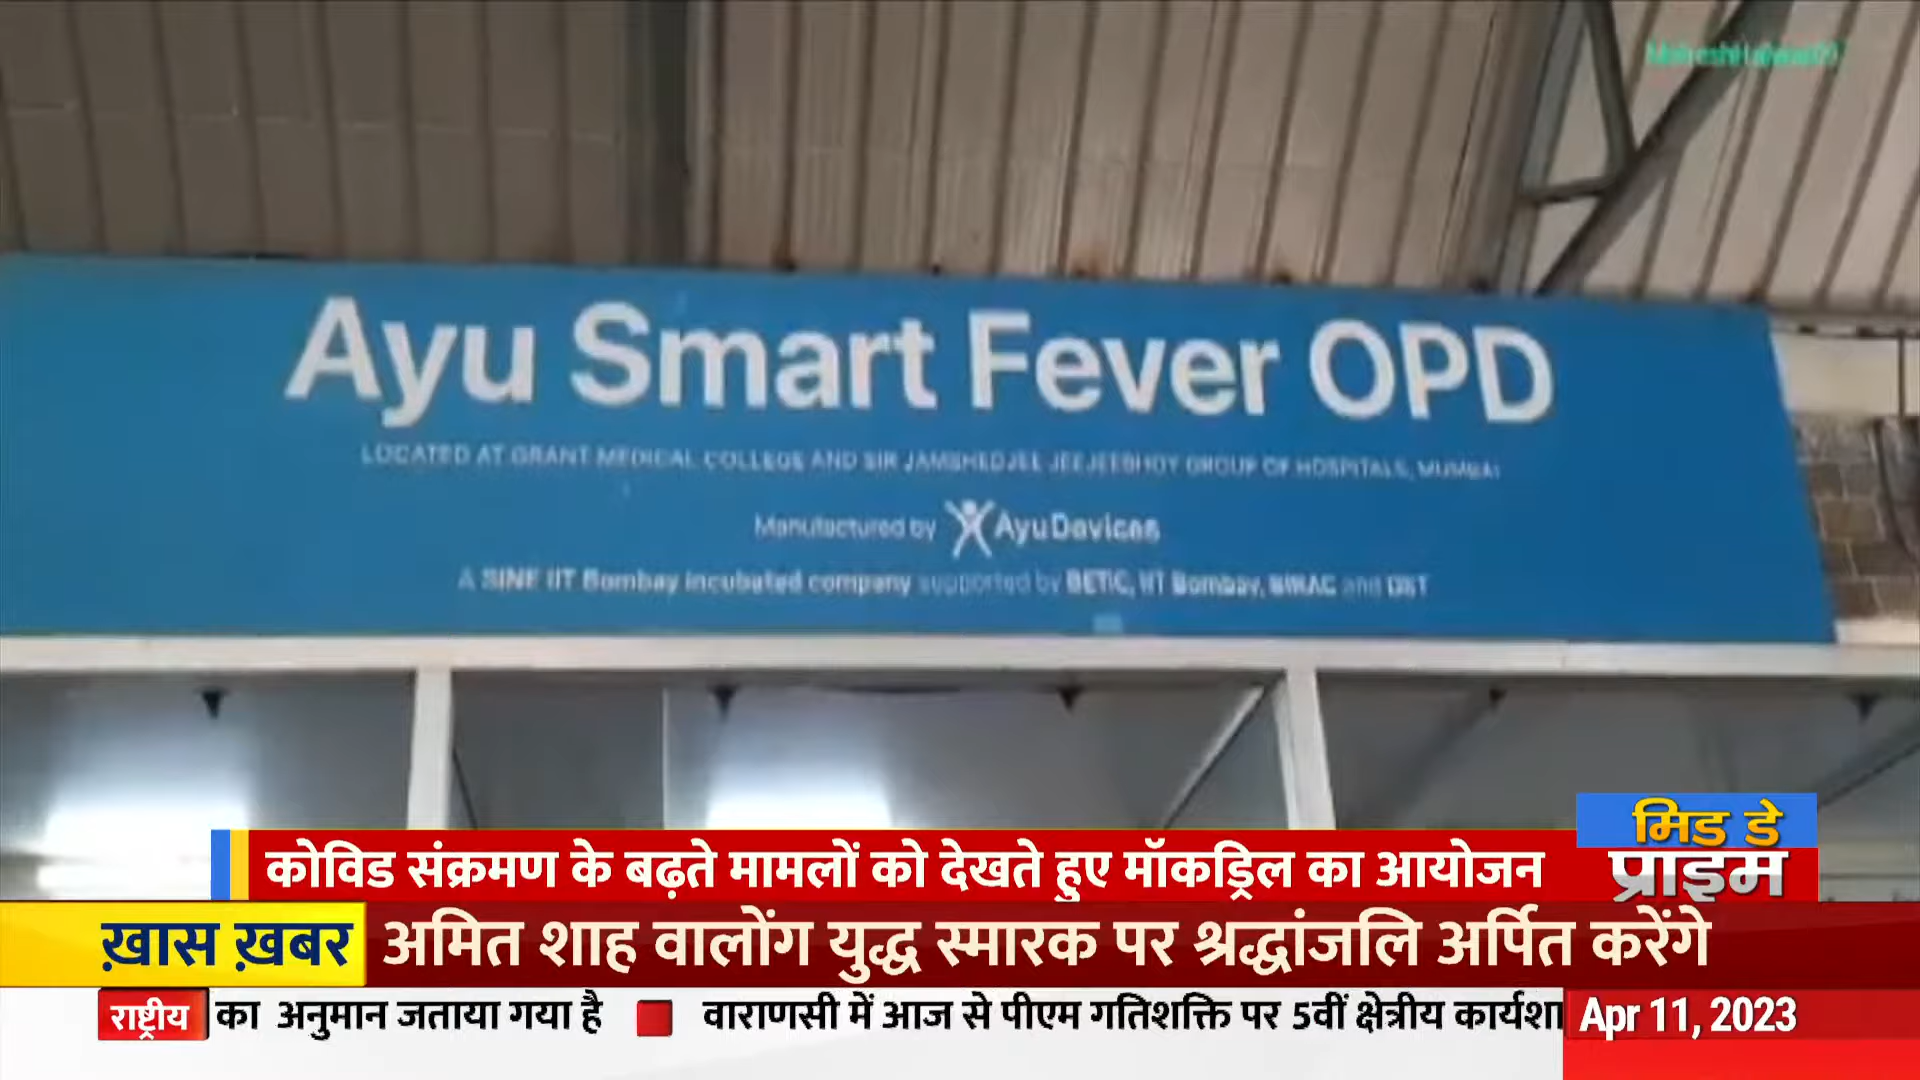 Ayu Smart Fever OPD
LOCATED AT GRANT MEDICAL COLLEGE AND SIR JAMSHEDJEE JEEJEEBHOY GROUP OF HOSPITALS, MUMBAI
Manufactured by AyuDevices
A SINE IIT Bombay incubated company supported by BETIC, IIT Bombay, BIRAC and DST
मिड डे
प्राइम
कोविड संक्रमण के बढ़ते मामलों को देखते हुए मॉकड्रिल का आयोजन
ख़ास ख़बर अमित शाह वालोंग युद्ध स्मारक पर श्रद्धांजलि अर्पित करेंगे
राष्ट्रीय का अनुमान जताया गया है वाराणसी में आज से पीएम गतिशक्ति पर 5वीं क्षेत्रीय कार्यशा Apr 11, 2023